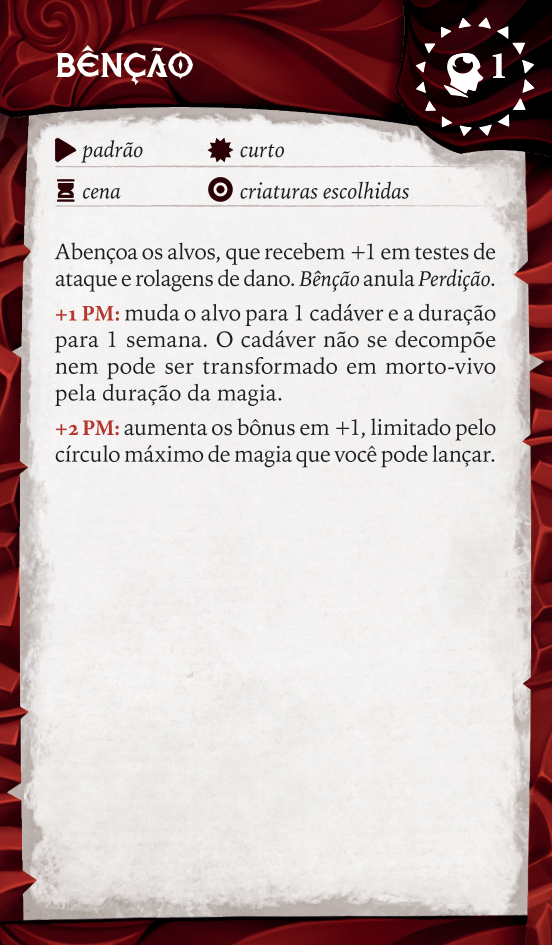 BÊNÇÃO
1
padrão
curto
cena
criaturas escolhidas
Abençoa os alvos, que recebem +1 em testes de
ataque e rolagens de dano. Bênção anula Perdição.
+1 PM: muda o alvo para 1 cadáver e a duração
para 1 semana. O cadáver não se decompõe
nem pode ser transformado em morto-vivo
pela duração da magia.
+2 PM: aumenta os bônus em +1, limitado pelo
círculo máximo de magia que você pode lançar.